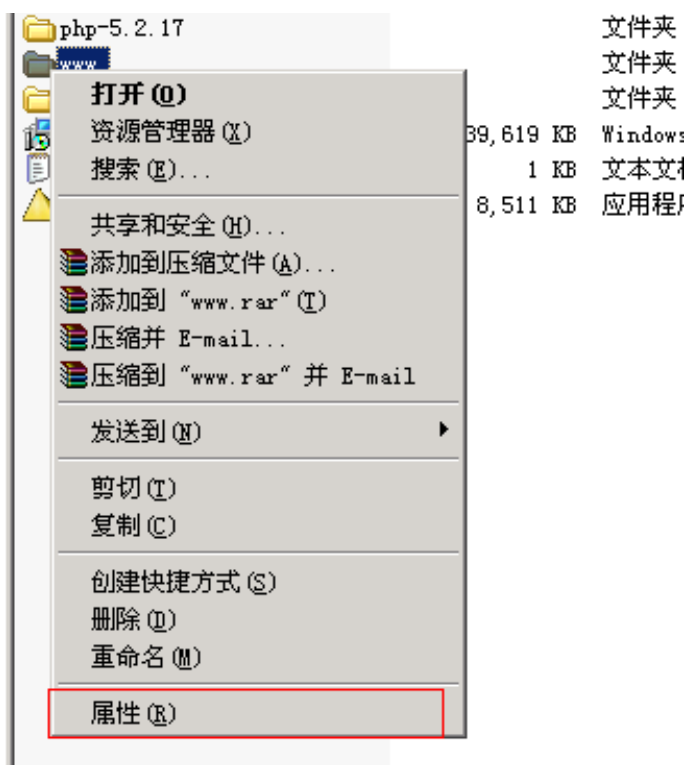 php-5.2.17 文件夹
www 文件夹
文件夹
39,619 KB Windows
1 KB 文本文
8,511 KB 应用程
打开(O)
资源管理器(X)
搜索(E)...
共享和安全(H)...
添加到压缩文件(A)...
添加到 "www.rar"(T)
压缩并 E-mail...
压缩到 "www.rar" 并 E-mail
发送到(N)
剪切(T)
复制(C)
创建快捷方式(S)
删除(D)
重命名(M)
属性(R)